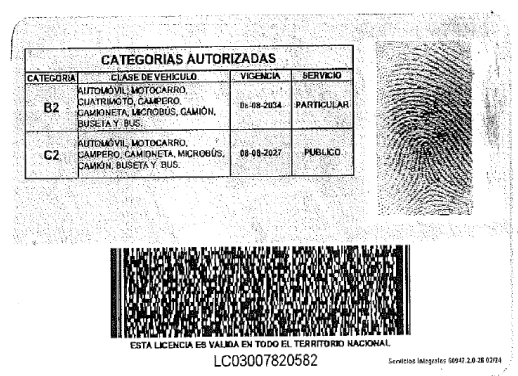 CATEGORIAS AUTORIZADAS
CATEGORIA CLASE DE VEHICULO VIGENCIA SERVICIO
B2 AUTOMÓVIL, MOTOCARRO, CUATRIMOTO, CAMPERO, CAMIONETA, MICROBÚS, CAMIÓN, BUSETA Y BUS. 08-08-2034 PARTICULAR
C2 AUTOMÓVIL, MOTOCARRO, CAMPERO, CAMIONETA, MICROBÚS, CAMIÓN, BUSETA Y BUS. 08-08-2027 PUBLICO
ESTA LICENCIA ES VALIDA EN TODO EL TERRITORIO NACIONAL
LC03007820582
Servicios Integrales